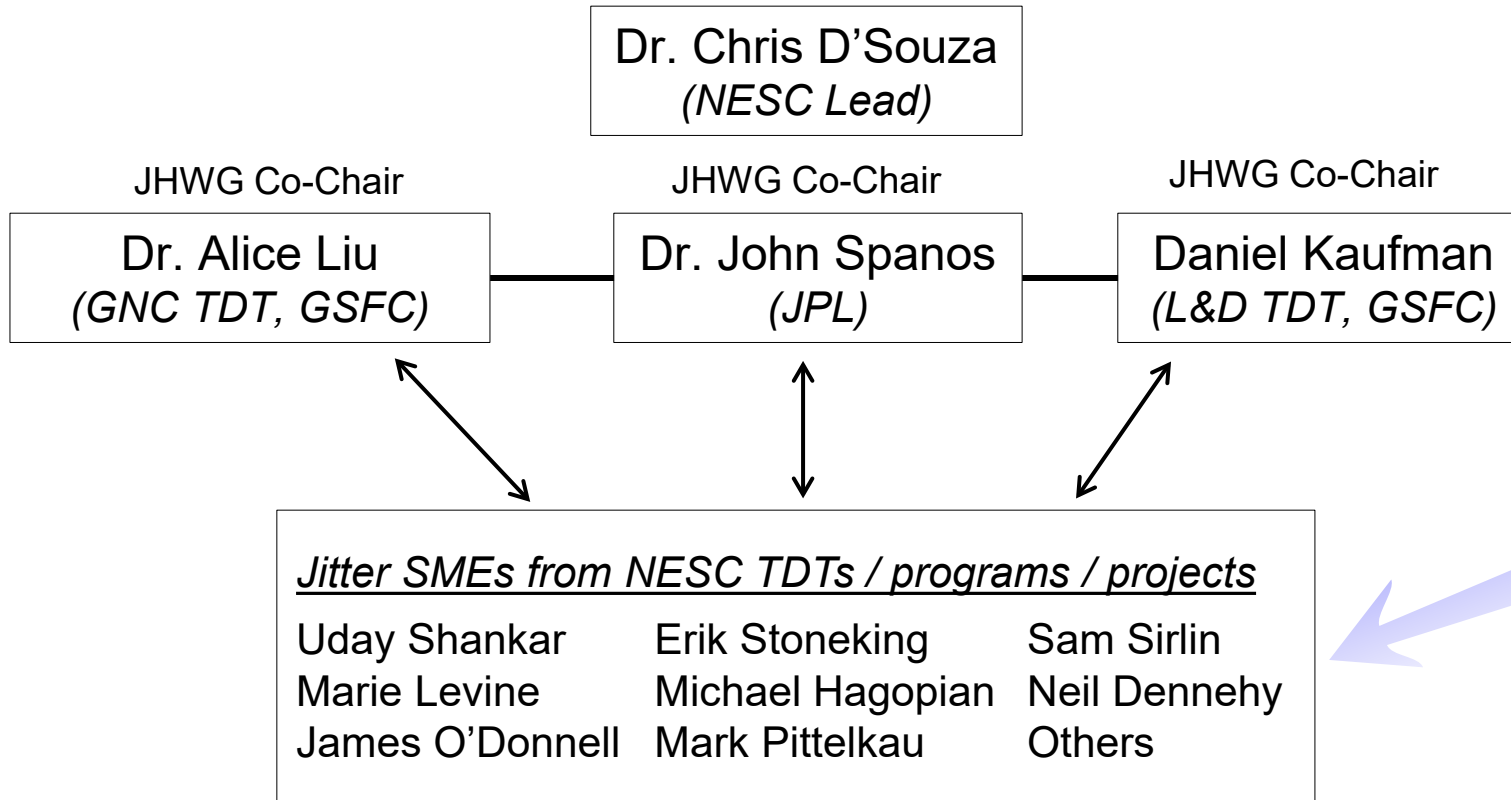 Dr. Chris D’Souza
(NESC Lead)
JHWG Co-Chair
Dr. Alice Liu
(GNC TDT, GSFC)
JHWG Co-Chair
Dr. John Spanos
(JPL)
JHWG Co-Chair
Daniel Kaufman
(L&D TDT, GSFC)
Jitter SMEs from NESC TDTs / programs / projects
Uday Shankar Erik Stoneking Sam Sirlin
Marie Levine Michael Hagopian Neil Dennehy
James O’Donnell Mark Pittelkau Others